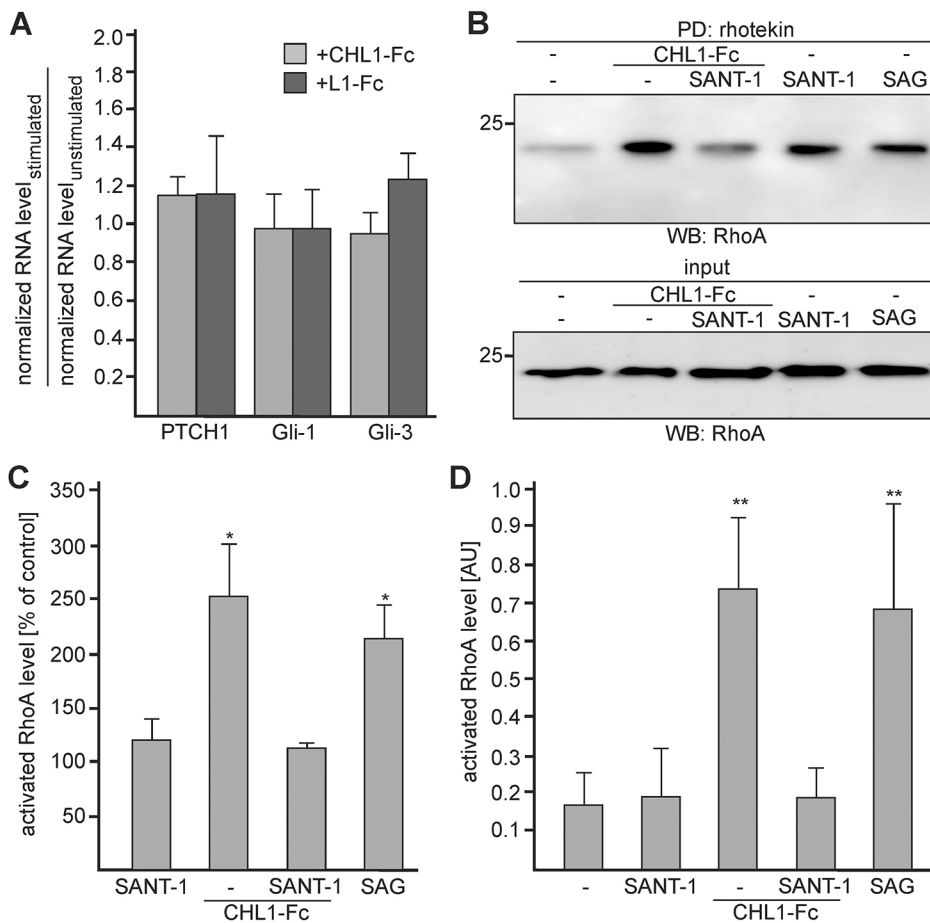 A
normalized RNA level stimulated
normalized RNA level unstimulated
2.0
1.8
1.6
1.4
1.2
1.0
0.8
0.6
0.4
0.2
+CHL1-Fc
+L1-Fc
PTCH1 Gli-1 Gli-3
B
PD: rhotekin
- CHL1-Fc - -
- - SANT-1 SANT-1 SAG
25
WB: RhoA
input
- CHL1-Fc - -
- - SANT-1 SANT-1 SAG
25
WB: RhoA
C
activated RhoA level [% of control]
350
300
250
200
150
100
50
* *
SANT-1 - SANT-1 SAG
CHL1-Fc
D
activated RhoA level [AU]
1.0
0.9
0.8
0.7
0.6
0.5
0.4
0.3
0.2
0.1
** **
- SANT-1 - SANT-1 SAG
CHL1-Fc